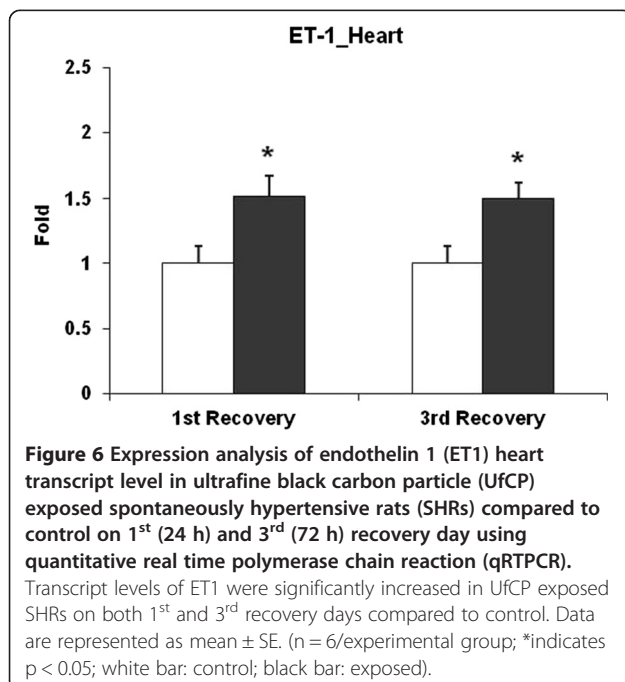 ET-1_Heart
2.5
2
*
*
1.5
Fold
1
0.5
0
1st Recovery 3rd Recovery
Figure 6 Expression analysis of endothelin 1 (ET1) heart
transcript level in ultrafine black carbon particle (UfCP)
exposed spontaneously hypertensive rats (SHRs) compared to
control on 1st (24 h) and 3rd (72 h) recovery day using
quantitative real time polymerase chain reaction (qRTPCR).
Transcript levels of ET1 were significantly increased in UfCP exposed
SHRs on both 1st and 3rd recovery days compared to control. Data
are represented as mean ± SE. (n = 6/experimental group; *indicates
p < 0.05; white bar: control; black bar: exposed).